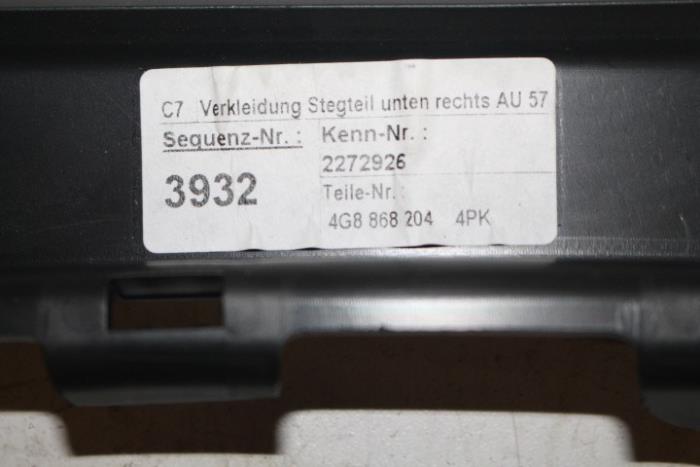 C7 Verkleidung Stegteil unten rechts AU 57
Sequenz-Nr. : Kenn-Nr. :
2272926
3932
Teile-Nr. :
4G8 868 204 4PK